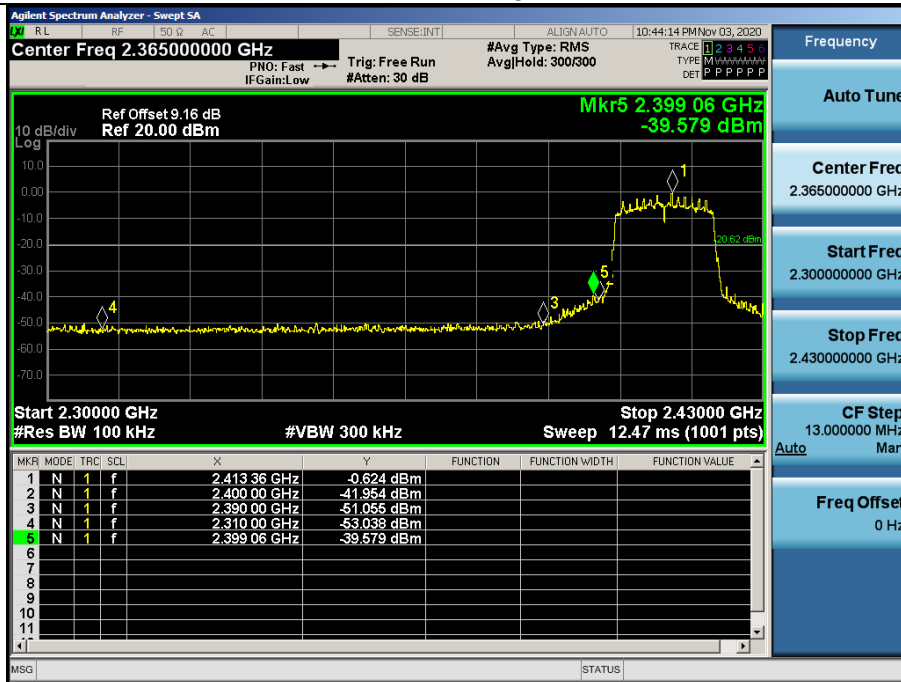 Agilent Spectrum Analyzer - Swept SA
LXI RL RF 50 Ω AC SENSE:INT ALIGN AUTO 10:44:14 PM Nov 03, 2020
Center Freq 2.365000000 GHz #Avg Type: RMS TRACE 1 2 3 4 5 6
PNO: Fast Trig: Free Run Avg|Hold: 300/300 TYPE M WWWWW
IFGain:Low #Atten: 30 dB DET P P P P P P
Mkr5 2.399 06 GHz
-39.579 dBm
Ref Offset 9.16 dB
10 dB/div Ref 20.00 dBm
Log
10.0
0.00
-10.0
-20.0
-30.0
-40.0
-50.0
-60.0
-70.0
1
20.62 dBm
5
3
4
Start 2.30000 GHz Stop 2.43000 GHz
#Res BW 100 kHz #VBW 300 kHz Sweep 12.47 ms (1001 pts)
MKR MODE TRC SCL X Y FUNCTION FUNCTION WIDTH FUNCTION VALUE
1 N 1 f 2.413 36 GHz -0.624 dBm
2 N 1 f 2.400 00 GHz -41.954 dBm
3 N 1 f 2.390 00 GHz -51.055 dBm
4 N 1 f 2.310 00 GHz -53.038 dBm
5 N 1 f 2.399 06 GHz -39.579 dBm
6
7
8
9
10
11
MSG STATUS
Frequency
Auto Tune
Center Freq
2.365000000 GHz
Start Freq
2.300000000 GHz
Stop Freq
2.430000000 GHz
CF Step
13.000000 MHz
Auto Man
Freq Offset
0 Hz